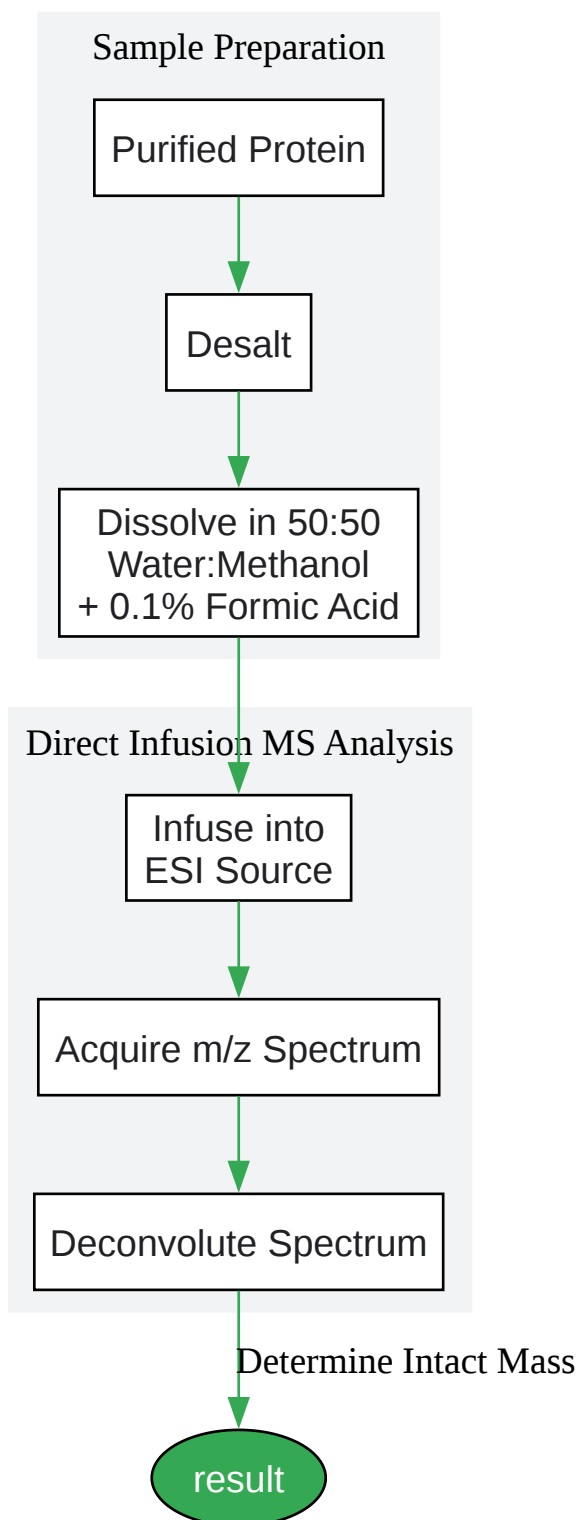 Sample Preparation
Purified Protein
Desalt
Dissolve in 50:50
Water:Methanol
+ 0.1% Formic Acid
Direct Infusion MS Analysis
Infuse into
ESI Source
Acquire m/z Spectrum
Deconvolute Spectrum
Determine Intact Mass
result